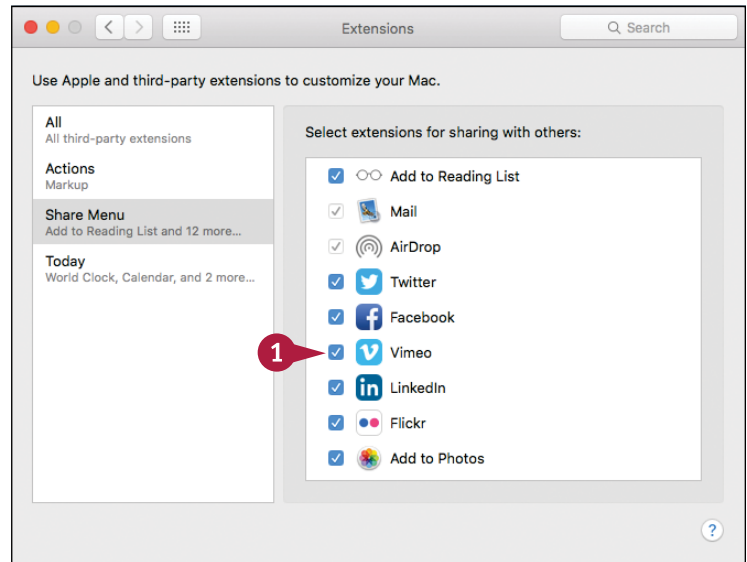 Extensions
Search
Use Apple and third-party extensions to customize your Mac.
All
All third-party extensions
Actions
Markup
Share Menu
Add to Reading List and 12 more...
Today
World Clock, Calendar, and 2 more...
Select extensions for sharing with others:
Add to Reading List
Mail
AirDrop
Twitter
Facebook
1
Vimeo
in LinkedIn
Flickr
Add to Photos
?